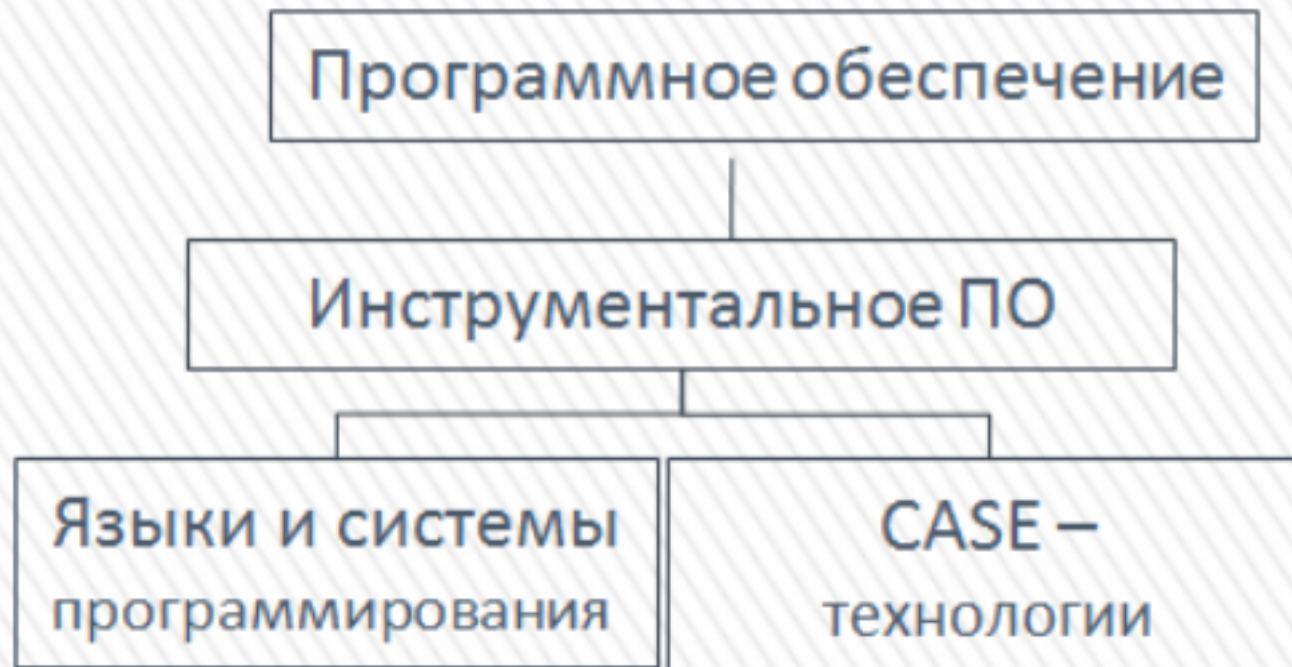 Программное обеспечение
Инструментальное ПО
Языки и системы
программирования
CASE –
технологии